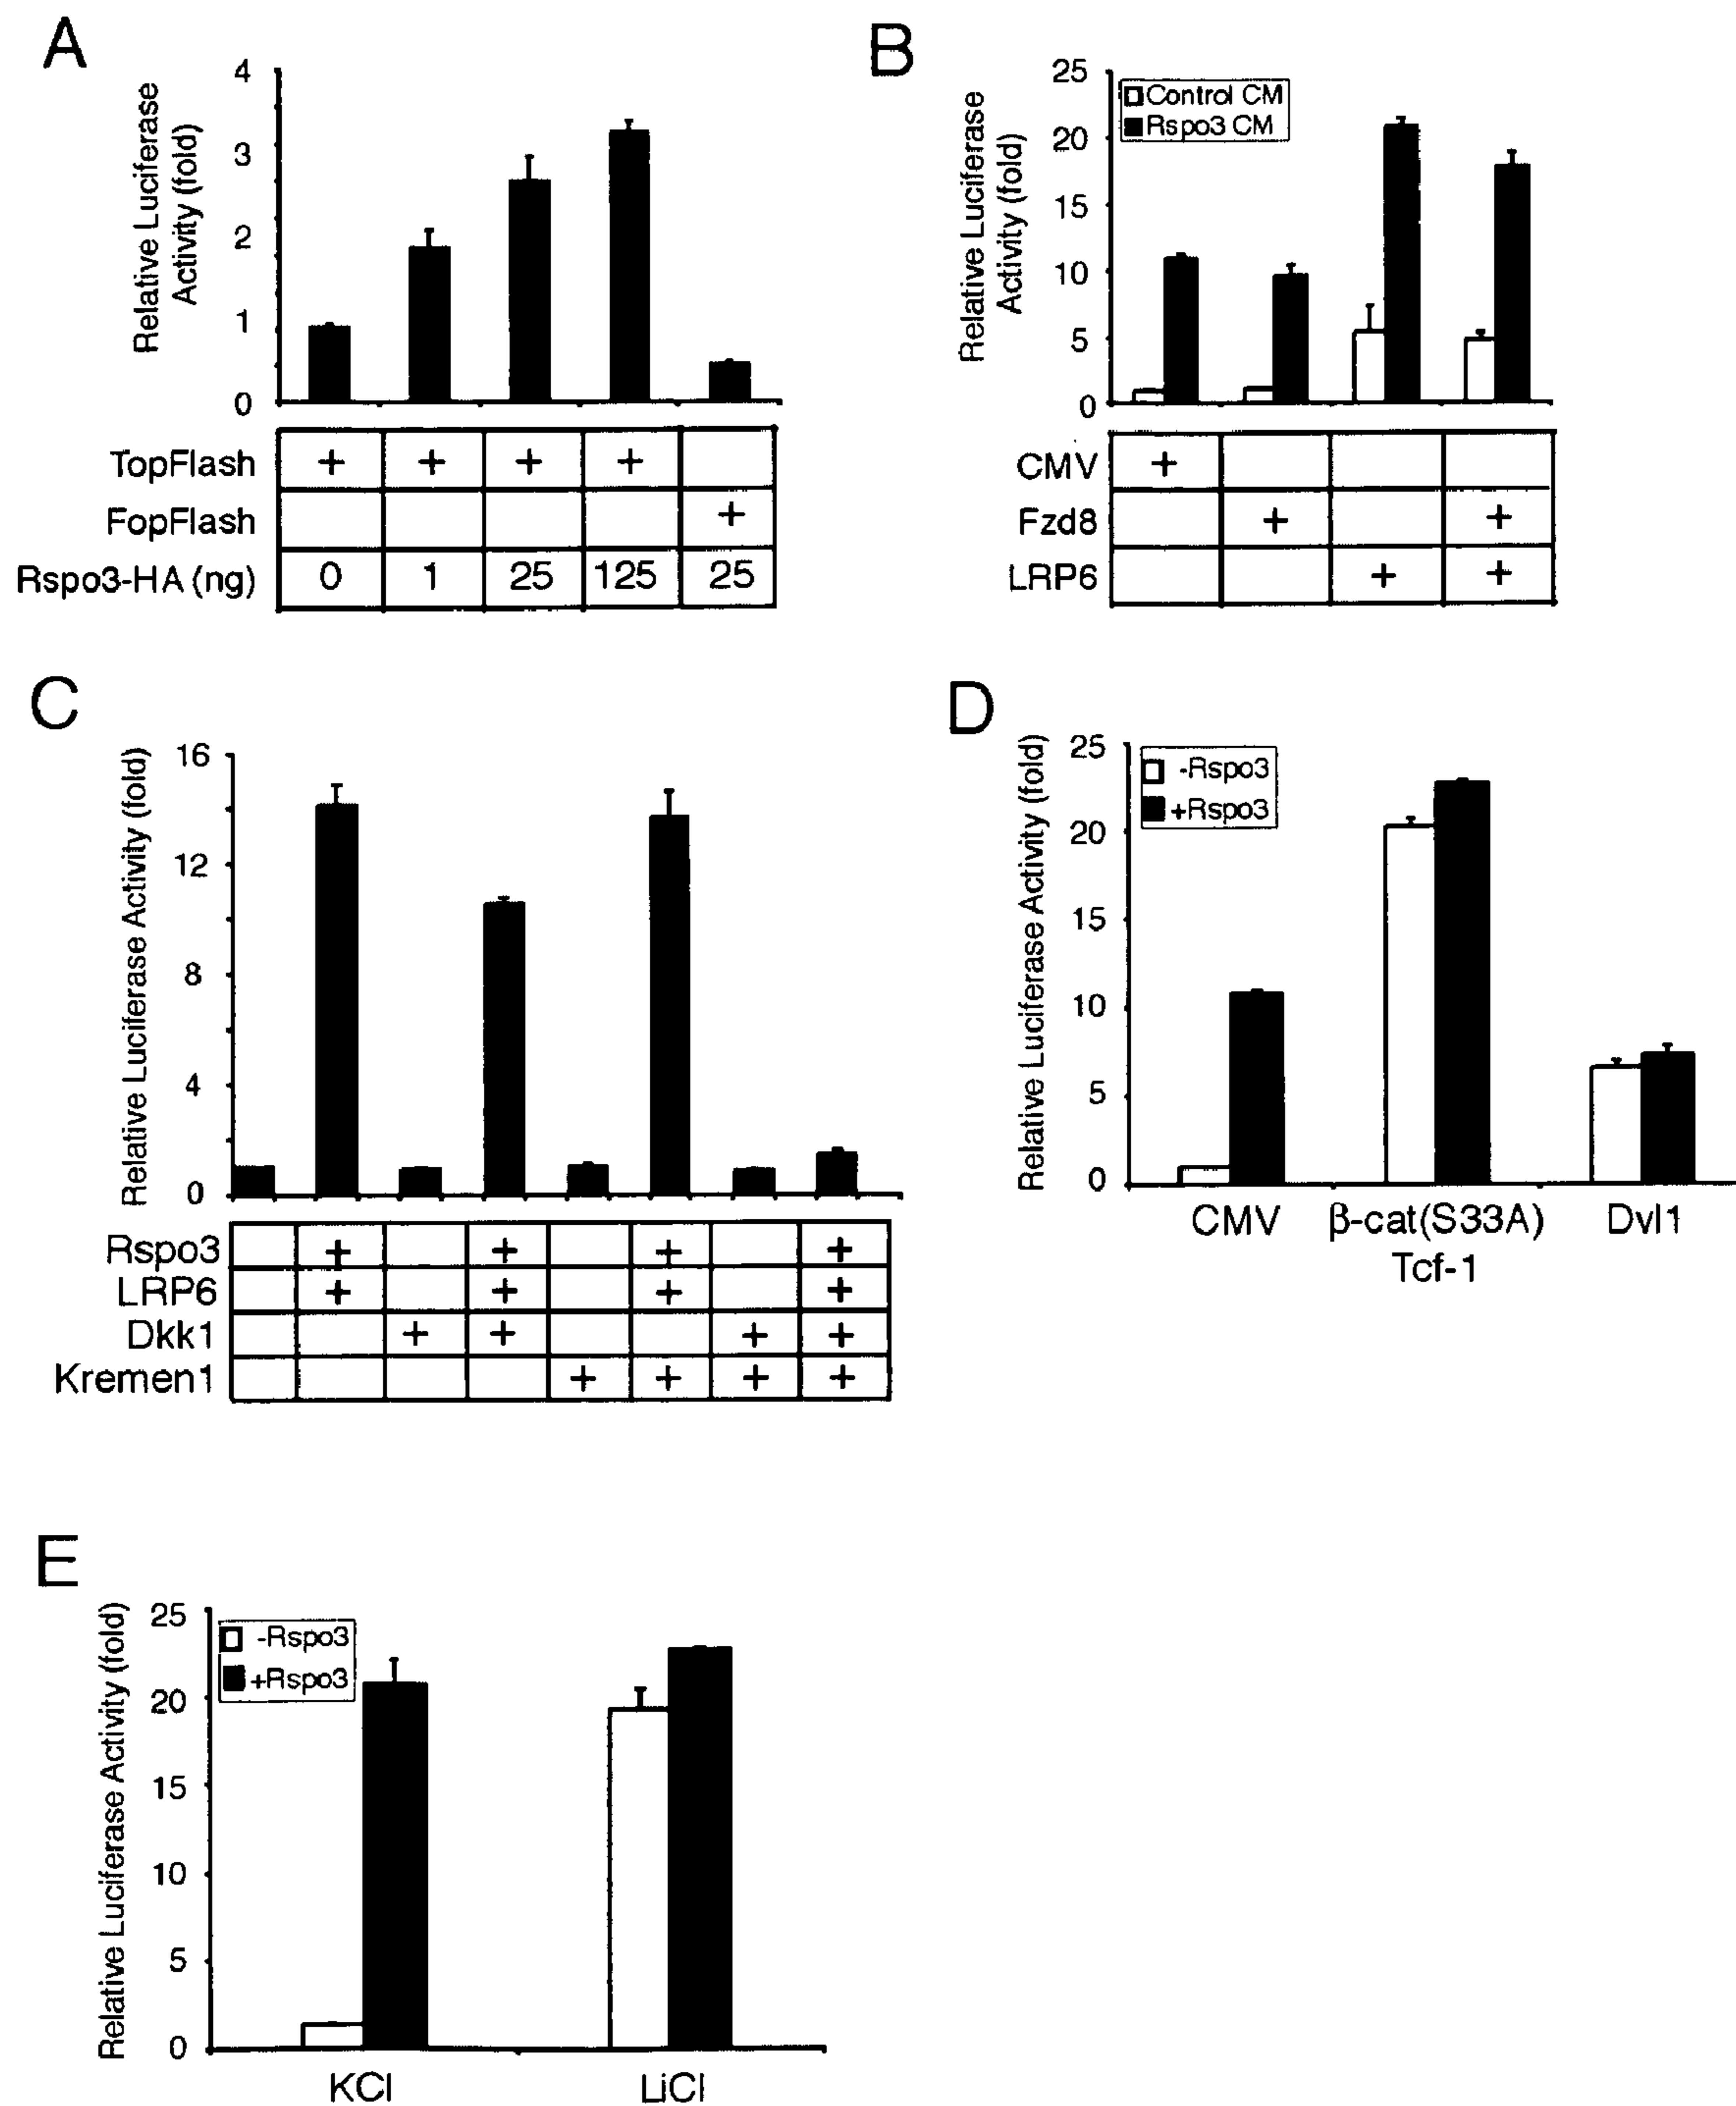 A
Relative Luciferase
Activity (fold)
4
3
2
1
0
TopFlash + + + +
FopFlash +
Rspo3-HA (ng) 0 1 25 125 25
B
Relative Luciferase
Activity (fold)
25
20
15
10
5
0
Control CM
Rspo3 CM
CMV +
Fzd8 + +
LRP6 + +
C
Relative Luciferase Activity (fold)
16
12
8
4
0
Rspo3 + + + +
LRP6 + + + +
Dkk1 + + + +
Kremen1 + + + +
D
Relative Luciferase Activity (fold)
25
20
15
10
5
0
-Rspo3
+Rspo3
CMV β-cat(S33A) Dvl1
Tcf-1
E
Relative Luciferase Activity (fold)
25
20
15
10
5
0
-Rspo3
+Rspo3
KCl LiCl